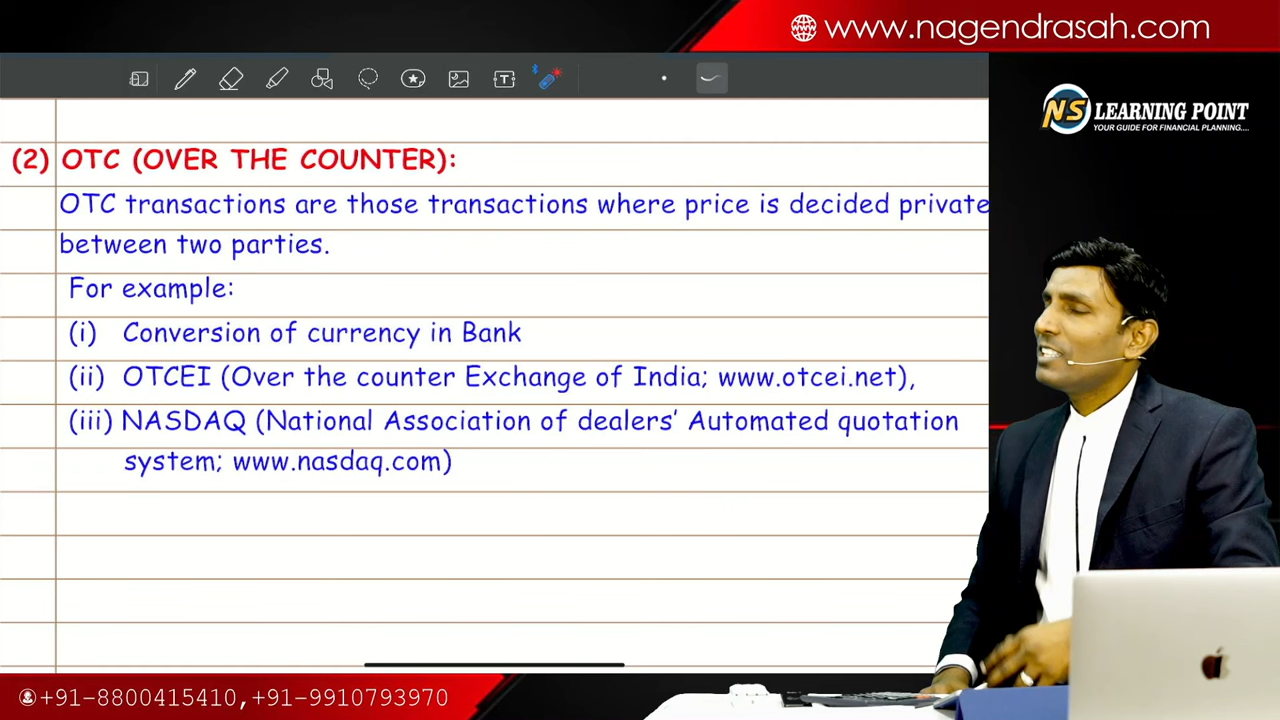 www.nagendrasah.com
NS LEARNING POINT
YOUR GUIDE FOR FINANCIAL PLANNING....
(2) OTC (OVER THE COUNTER):
OTC transactions are those transactions where price is decided private
between two parties.
For example:
(i) Conversion of currency in Bank
(ii) OTCEI (Over the counter Exchange of India; www.otcei.net),
(iii) NASDAQ (National Association of dealers’ Automated quotation
system; www.nasdaq.com)
+91-8800415410,+91-9910793970